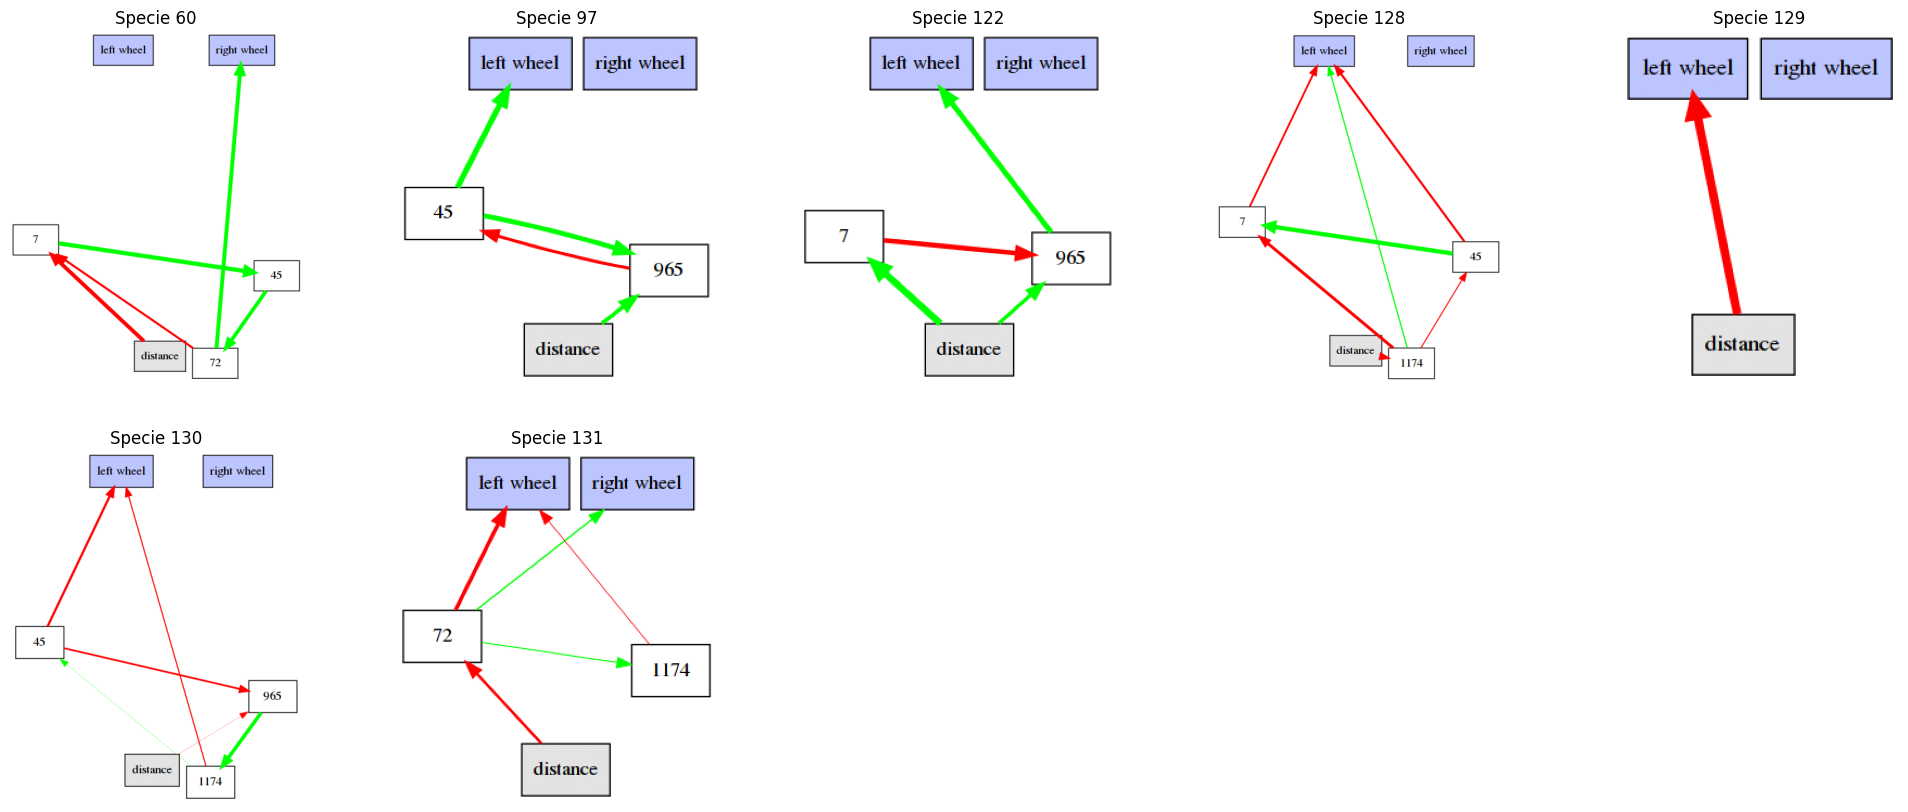 Specie 60
left wheel
right wheel
7
45
distance
72
Specie 97
left wheel
right wheel
45
965
distance
Specie 122
left wheel
right wheel
7
965
distance
Specie 128
left wheel
right wheel
7
45
distance
1174
Specie 129
left wheel
right wheel
distance
Specie 130
left wheel
right wheel
45
965
distance
1174
Specie 131
left wheel
right wheel
72
1174
distance